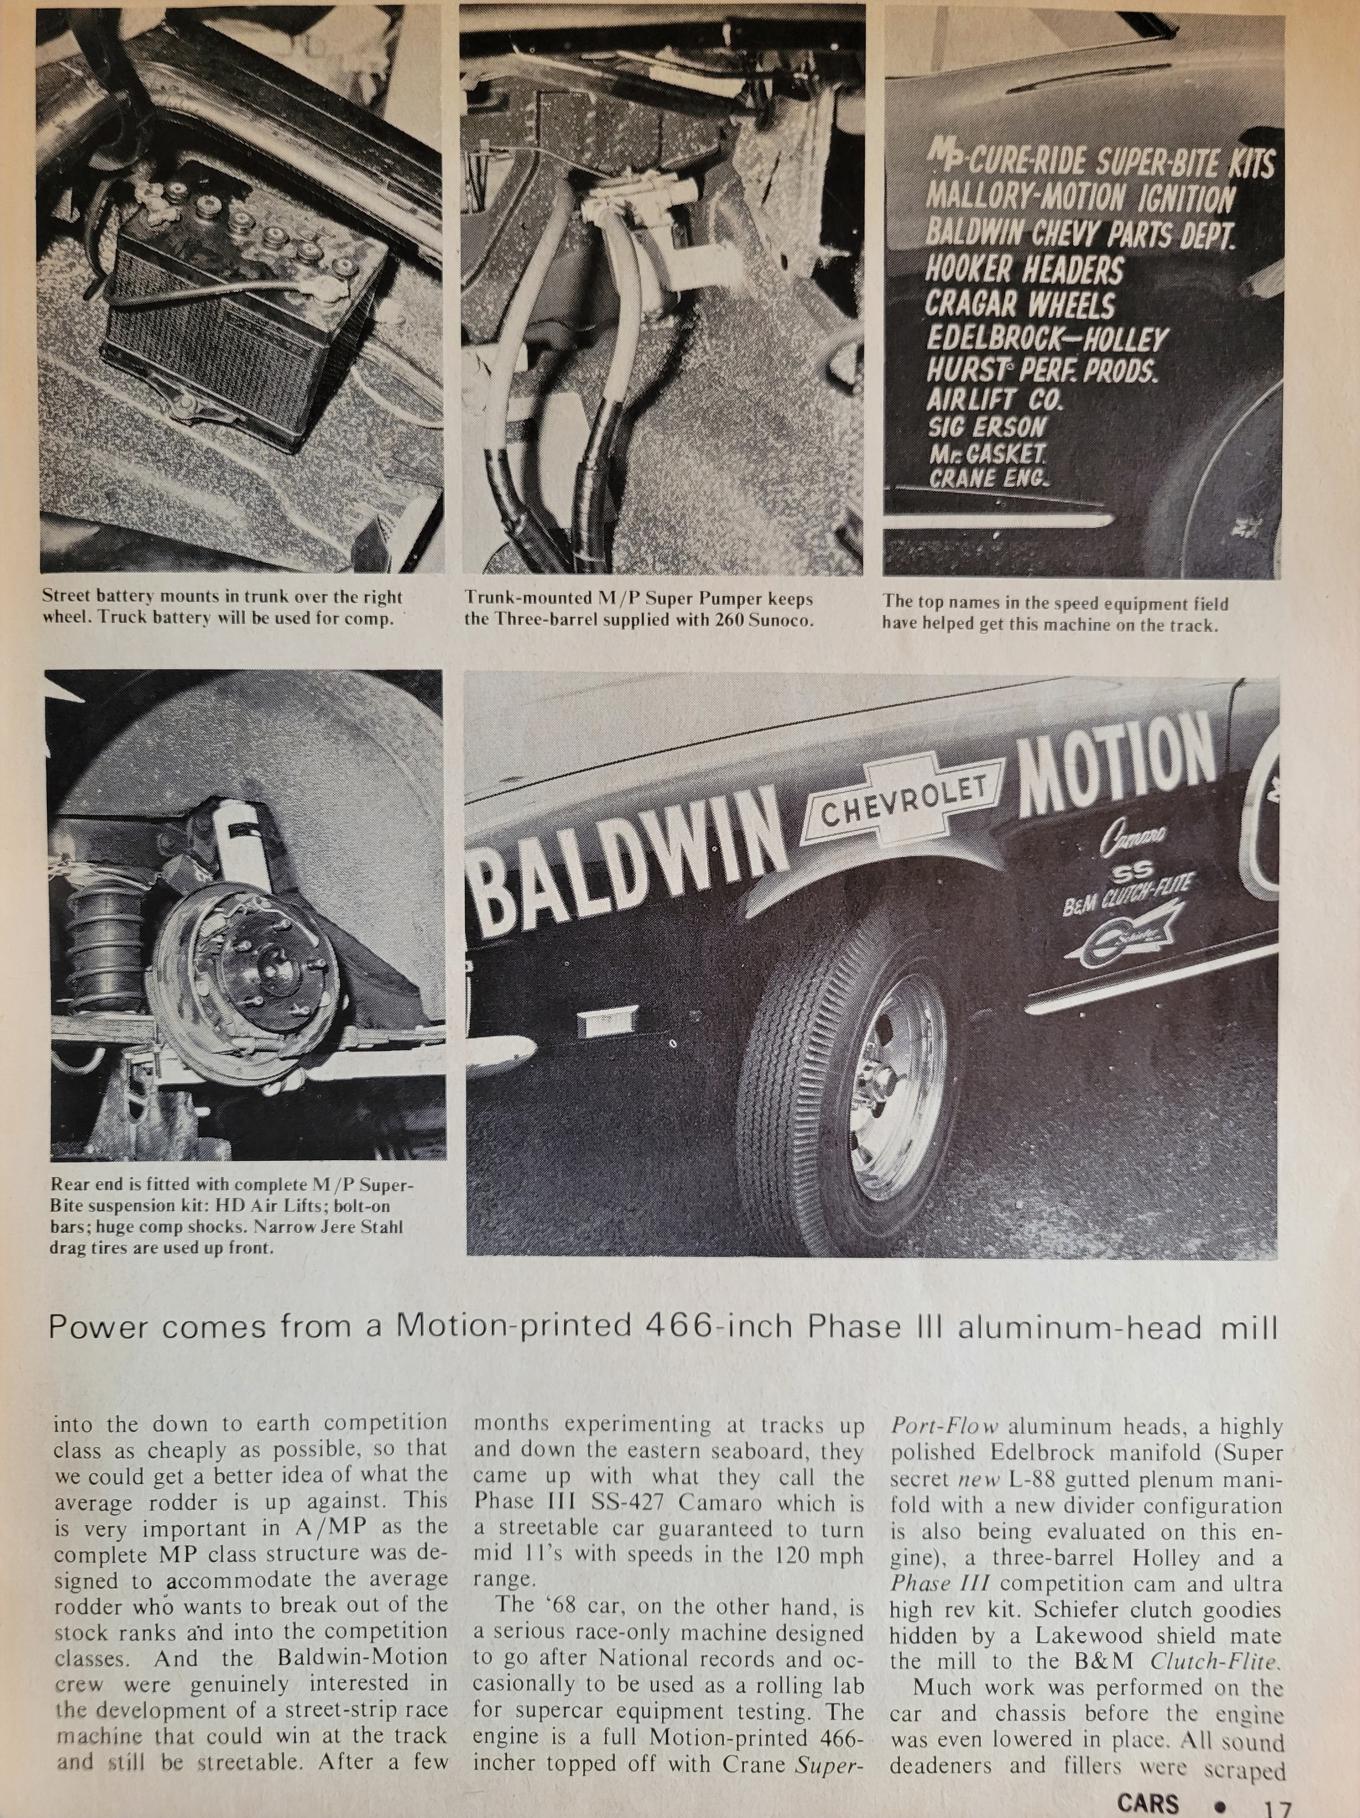 MP-CURE-RIDE SUPER-BITE KITS
MALLORY-MOTION IGNITION
BALDWIN CHEVY PARTS DEPT.
HOOKER HEADERS
CRAGAR WHEELS
EDELBROCK—HOLLEY
HURST PERF. PRODS.
AIRLIFT CO.
SIG ERSON
Mr. GASKET
CRANE ENG.
Street battery mounts in trunk over the right
wheel. Truck battery will be used for comp.
Trunk-mounted M/P Super Pumper keeps
the Three-barrel supplied with 260 Sunoco.
The top names in the speed equipment field
have helped get this machine on the track.
BALDWIN CHEVROLET MOTION
Camaro
SS
B&M CLUTCH-FLITE
Schiefer
Rear end is fitted with complete M/P Super-
Bite suspension kit: HD Air Lifts; bolt-on
bars; huge comp shocks. Narrow Jere Stahl
drag tires are used up front.
Power comes from a Motion-printed 466-inch Phase III aluminum-head mill
into the down to earth competition
class as cheaply as possible, so that
we could get a better idea of what the
average rodder is up against. This
is very important in A/MP as the
complete MP class structure was de-
signed to accommodate the average
rodder who wants to break out of the
stock ranks and into the competition
classes. And the Baldwin-Motion
crew were genuinely interested in
the development of a street-strip race
machine that could win at the track
and still be streetable. After a few
months experimenting at tracks up
and down the eastern seaboard, they
came up with what they call the
Phase III SS-427 Camaro which is
a streetable car guaranteed to turn
mid 11's with speeds in the 120 mph
range.
The '68 car, on the other hand, is
a serious race-only machine designed
to go after National records and oc-
casionally to be used as a rolling lab
for supercar equipment testing. The
engine is a full Motion-printed 466-
incher topped off with Crane Super-
Port-Flow aluminum heads, a highly
polished Edelbrock manifold (Super
secret new L-88 gutted plenum mani-
fold with a new divider configuration
is also being evaluated on this en-
gine), a three-barrel Holley and a
Phase III competition cam and ultra
high rev kit. Schiefer clutch goodies
hidden by a Lakewood shield mate
the mill to the B&M Clutch-Flite.
Much work was performed on the
car and chassis before the engine
was even lowered in place. All sound
deadeners and fillers were scraped
CARS • 17